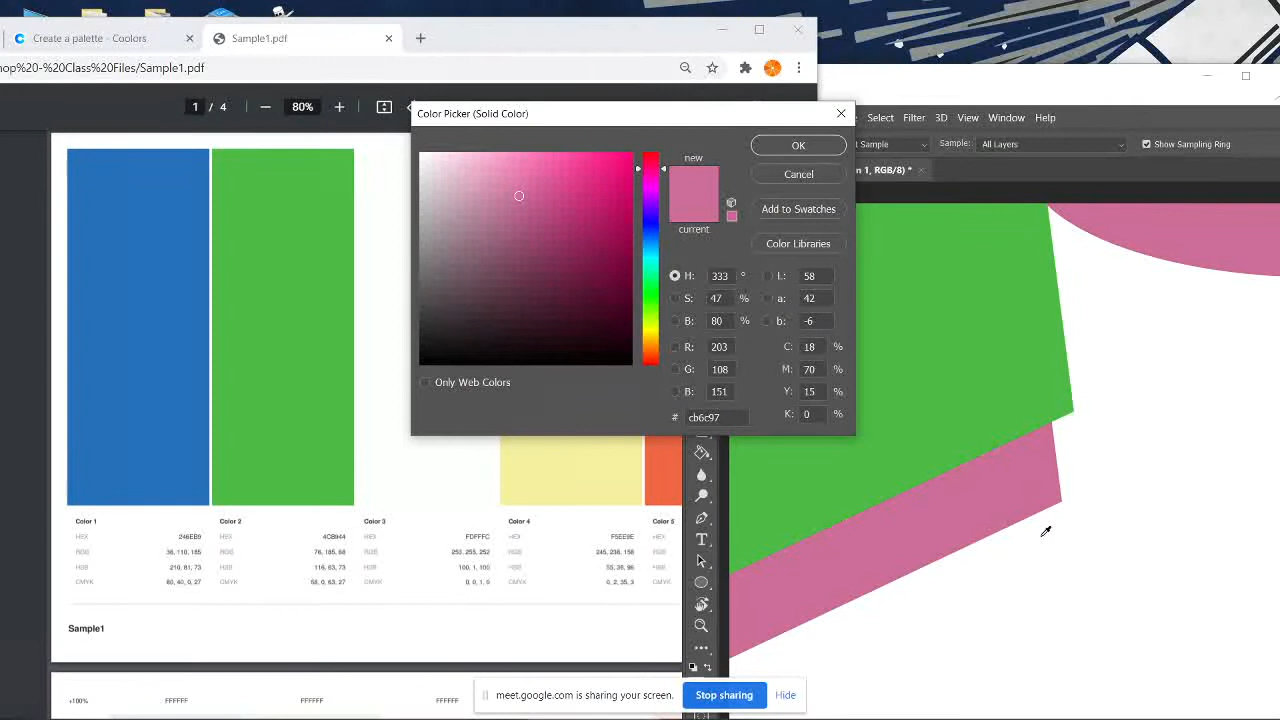 Create a palette - Coolors
Sample1.pdf
hop%20-%20Class%20Files/Sample1.pdf
1 / 4
80%
Color Picker (Solid Color)
Select Filter 3D View Window Help
t Sample
Sample: All Layers
Show Sampling Ring
n 1, RGB/8) *
new
current
OK
Cancel
Add to Swatches
Color Libraries
H: 333 °
L: 58
S: 47 %
a: 42
B: 80 %
b: -6
R: 203
C: 18 %
G: 108
M: 70 %
B: 151
Y: 15 %
# cb6c97
K: 0 %
Only Web Colors
Color 1
HEX 246EB9
RGB 36, 110, 185
HSB 210, 81, 73
CMYK 80, 40, 0, 27
Color 2
HEX 4CB944
RGB 76, 185, 68
HSB 116, 63, 73
CMYK 58, 0, 63, 27
Color 3
HEX FDFFFC
RGB 253, 255, 252
HSB 100, 1, 100
CMYK 0, 0, 1, 0
Color 4
HEX F5EE9E
RGB 245, 238, 158
HSB 55, 36, 96
CMYK 0, 2, 35, 3
Color 5
HEX
RGB
HSB
CMYK
Sample1
+100% FFFFFF FFFFFF FFFFFF
meet.google.com is sharing your screen.
Stop sharing
Hide